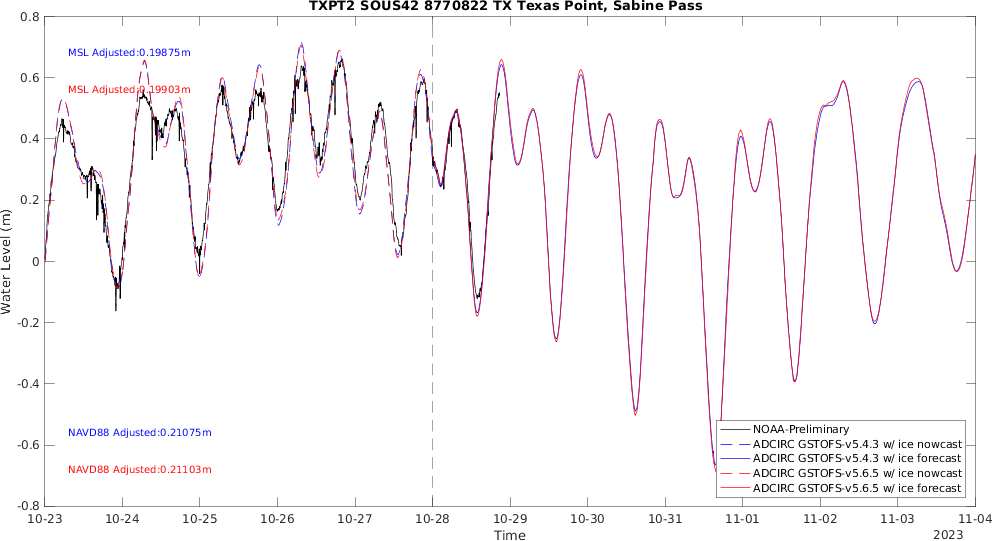 TXPT2 SOUS42 8770822 TX Texas Point, Sabine Pass
Water Level (m)
0.8
0.6
0.4
0.2
0
-0.2
-0.4
-0.6
-0.8
MSL Adjusted:0.19875m
MSL Adjusted:0.19903m
NAVD88 Adjusted:0.21075m
NAVD88 Adjusted:0.21103m
NOAA-Preliminary
ADCIRC GSTOFS-v5.4.3 w/ ice nowcast
ADCIRC GSTOFS-v5.4.3 w/ ice forecast
ADCIRC GSTOFS-v5.6.5 w/ ice nowcast
ADCIRC GSTOFS-v5.6.5 w/ ice forecast
10-23 10-24 10-25 10-26 10-27 10-28 10-29 10-30 10-31 11-01 11-02 11-03 11-04
Time
2023